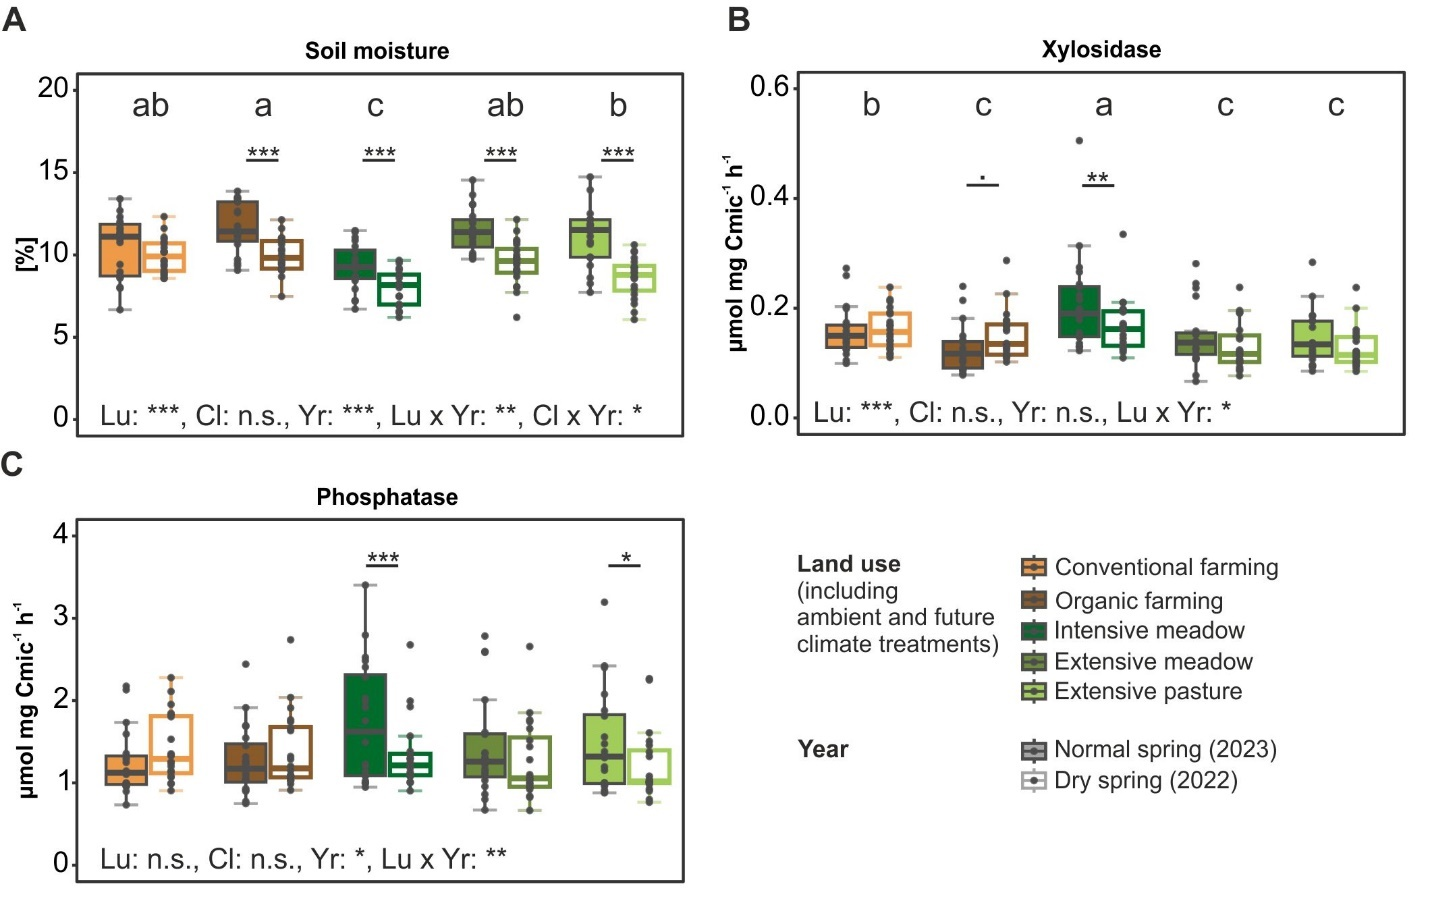 A
Soil moisture
20
15
10
5
0
[%]
ab a c ab b
*** *** *** ***
Lu: ***, Cl: n.s., Yr: ***, Lu x Yr: **, Cl x Yr: *
B
Xylosidase
0.6
0.4
0.2
0.0
µmol mg Cmic⁻¹ h⁻¹
b c a c c
. **
Lu: ***, Cl: n.s., Yr: n.s., Lu x Yr: *
C
Phosphatase
4
3
2
1
0
µmol mg Cmic⁻¹ h⁻¹
*** *
Lu: n.s., Cl: n.s., Yr: *, Lu x Yr: **
Land use
(including
ambient and future
climate treatments)
Conventional farming
Organic farming
Intensive meadow
Extensive meadow
Extensive pasture
Year
Normal spring (2023)
Dry spring (2022)